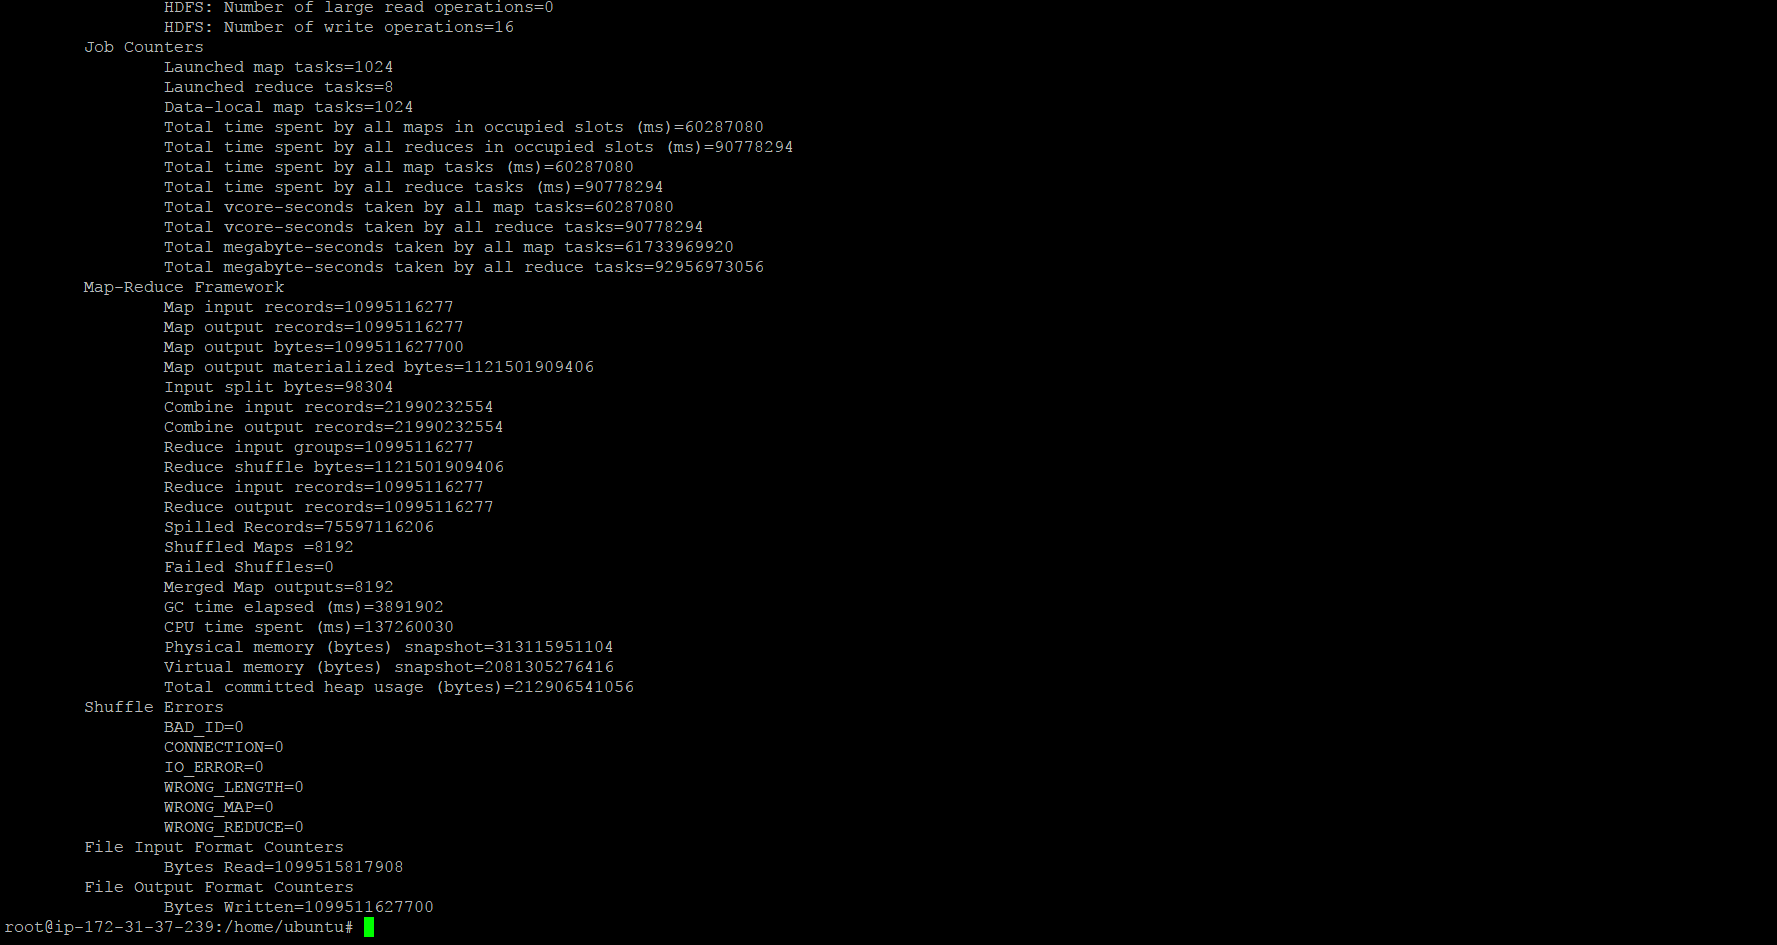 HDFS: Number of large read operations=0
HDFS: Number of write operations=16
Job Counters
Launched map tasks=1024
Launched reduce tasks=8
Data-local map tasks=1024
Total time spent by all maps in occupied slots (ms)=60287080
Total time spent by all reduces in occupied slots (ms)=90778294
Total time spent by all map tasks (ms)=60287080
Total time spent by all reduce tasks (ms)=90778294
Total vcore-seconds taken by all map tasks=60287080
Total vcore-seconds taken by all reduce tasks=90778294
Total megabyte-seconds taken by all map tasks=61733969920
Total megabyte-seconds taken by all reduce tasks=92956973056
Map-Reduce Framework
Map input records=10995116277
Map output records=10995116277
Map output bytes=1099511627700
Map output materialized bytes=1121501909406
Input split bytes=98304
Combine input records=21990232554
Combine output records=21990232554
Reduce input groups=10995116277
Reduce shuffle bytes=1121501909406
Reduce input records=10995116277
Reduce output records=10995116277
Spilled Records=75597116206
Shuffled Maps =8192
Failed Shuffles=0
Merged Map outputs=8192
GC time elapsed (ms)=3891902
CPU time spent (ms)=137260030
Physical memory (bytes) snapshot=313115951104
Virtual memory (bytes) snapshot=2081305276416
Total committed heap usage (bytes)=212906541056
Shuffle Errors
BAD_ID=0
CONNECTION=0
IO_ERROR=0
WRONG_LENGTH=0
WRONG_MAP=0
WRONG_REDUCE=0
File Input Format Counters
Bytes Read=1099515817908
File Output Format Counters
Bytes Written=1099511627700
root@ip-172-31-37-239:/home/ubuntu#